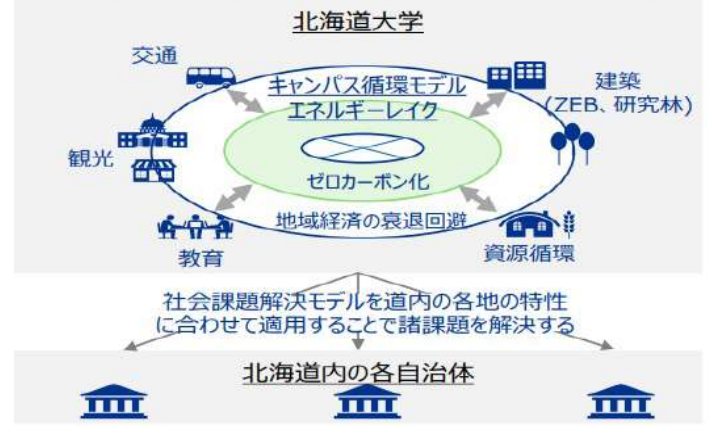 北海道大学
交通
キャンパス循環モデル
エネルギーレイク
建築
(ZEB、研究林)
観光
ゼロカーボン化
地域経済の衰退回避
教育
資源循環
社会課題解決モデルを道内の各地の特性
に合わせて適用することで諸課題を解決する
北海道内の各自治体